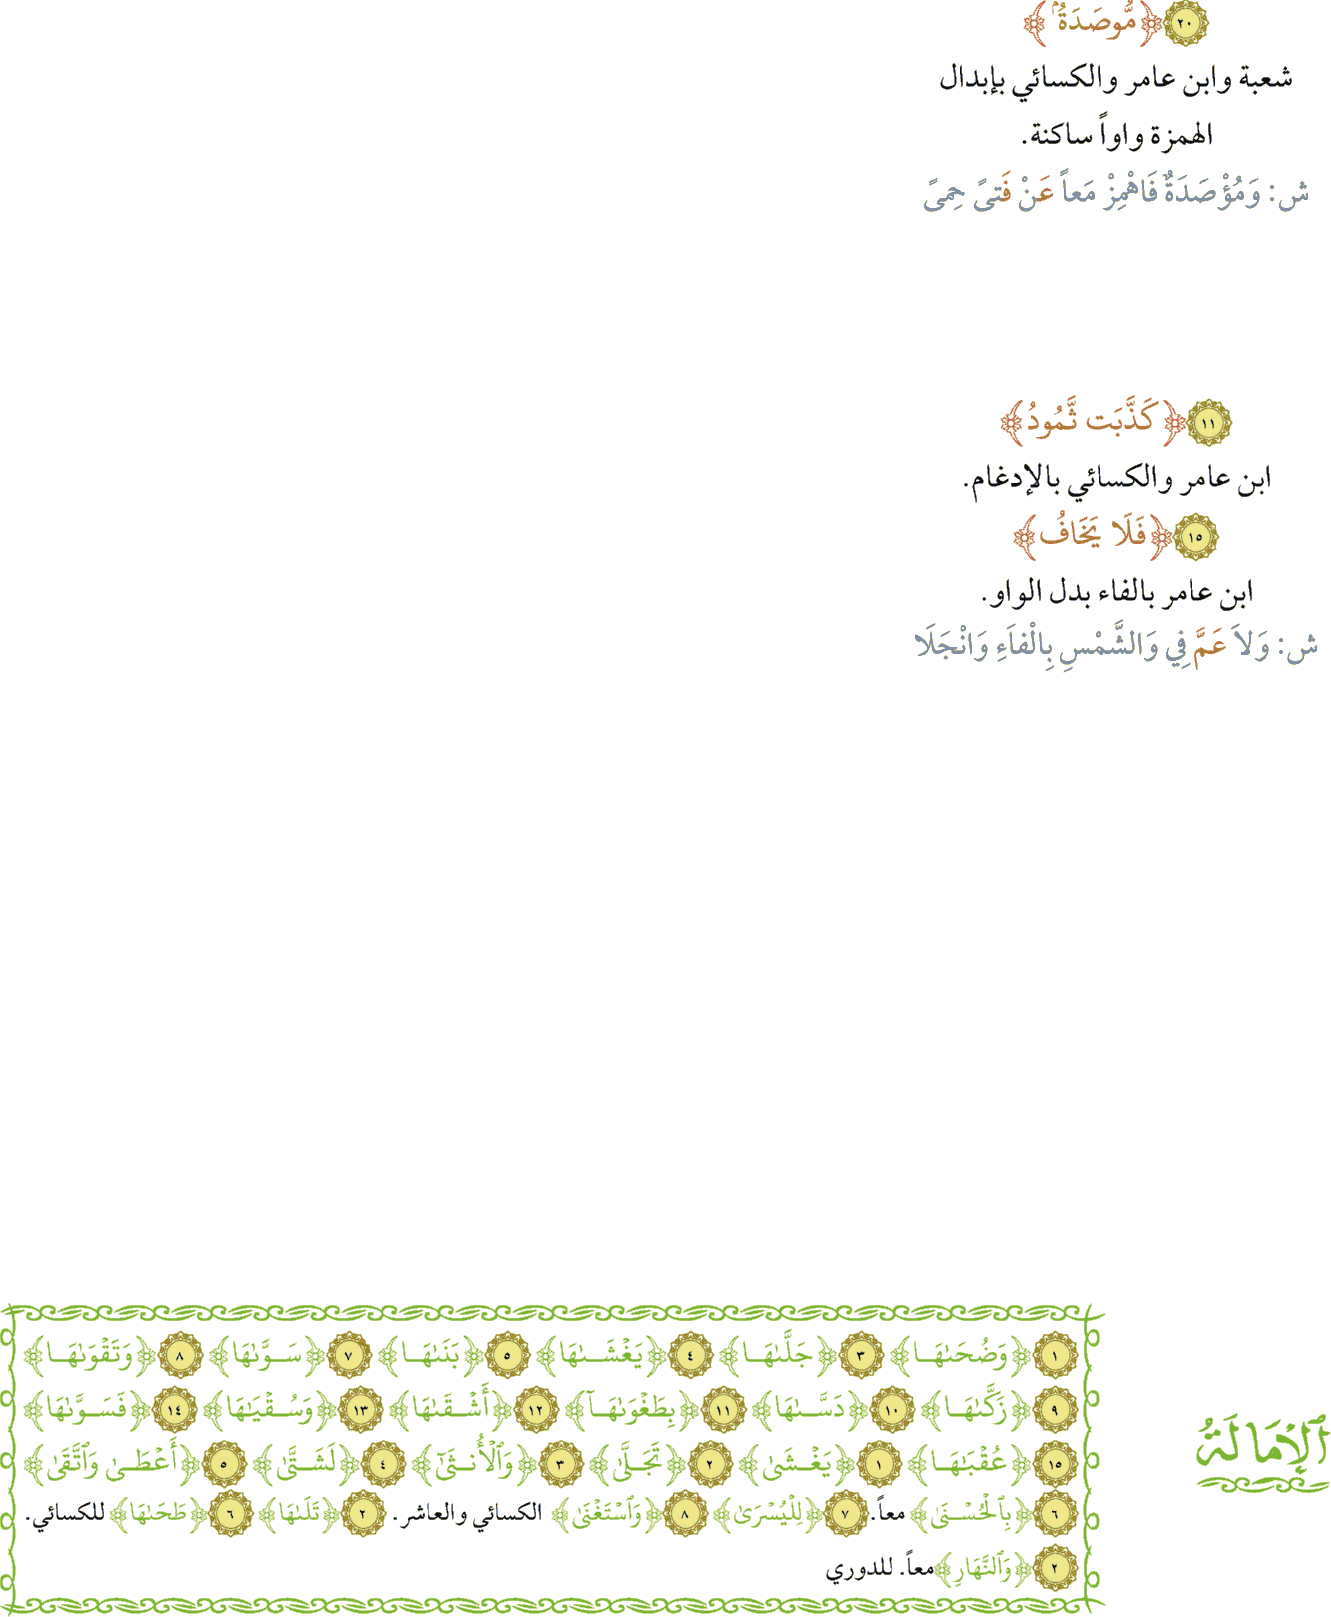 ٢٠ ﴿مُّوصَدَةُۢ﴾
شعبة وابن عامر والكسائي بإبدال
الهمزة واواً ساكنة.
ش: وَمُؤْصَدَةٌ فَاهْمِزْ مَعاً عَنْ فَتىً حِمىً
١١ ﴿كَذَّبَت ثَّمُودُ﴾
ابن عامر والكسائي بالإدغام.
١٥ ﴿فَلَا يَخَافُ﴾
ابن عامر بالفاء بدل الواو.
ش: وَلاَ عَمَّ فِي وَالشَّمْسِ بِالْفَاءِ وَانْجَلَا
ٱلْإِمَالَةُ
١ ﴿وَضُحَىٰهَا﴾ ٣ ﴿جَلَّىٰهَا﴾ ٤ ﴿يَغْشَىٰهَا﴾ ٥ ﴿بَنَىٰهَا﴾ ٧ ﴿سَوَّىٰهَا﴾ ٨ ﴿وَتَقْوَىٰهَا﴾
٩ ﴿زَكَّىٰهَا﴾ ١٠ ﴿دَسَّىٰهَا﴾ ١١ ﴿بِطَغْوَىٰهَآ﴾ ١٢ ﴿أَشْقَىٰهَا﴾ ١٣ ﴿وَسُقْيَٰهَا﴾ ١٤ ﴿فَسَوَّىٰهَا﴾
١٥ ﴿عُقْبَٰهَا﴾ ١ ﴿يَغْشَىٰ﴾ ٢ ﴿تَجَلَّىٰ﴾ ٣ ﴿وَٱلْأُنثَىٰٓ﴾ ٤ ﴿لَشَتَّىٰ﴾ ٥ ﴿أَعْطَىٰ وَٱتَّقَىٰ﴾
٦ ﴿بِٱلْحُسْنَىٰ﴾ معاً. ٧ ﴿لِلْيُسْرَىٰ﴾ ٨ ﴿وَٱسْتَغْنَىٰ﴾ الكسائي والعاشر. ٢ ﴿تَلَىٰهَا﴾ ٦ ﴿طَحَىٰهَا﴾ للكسائي.
٢ ﴿وَٱلنَّهَارِ﴾ معاً. للدوري